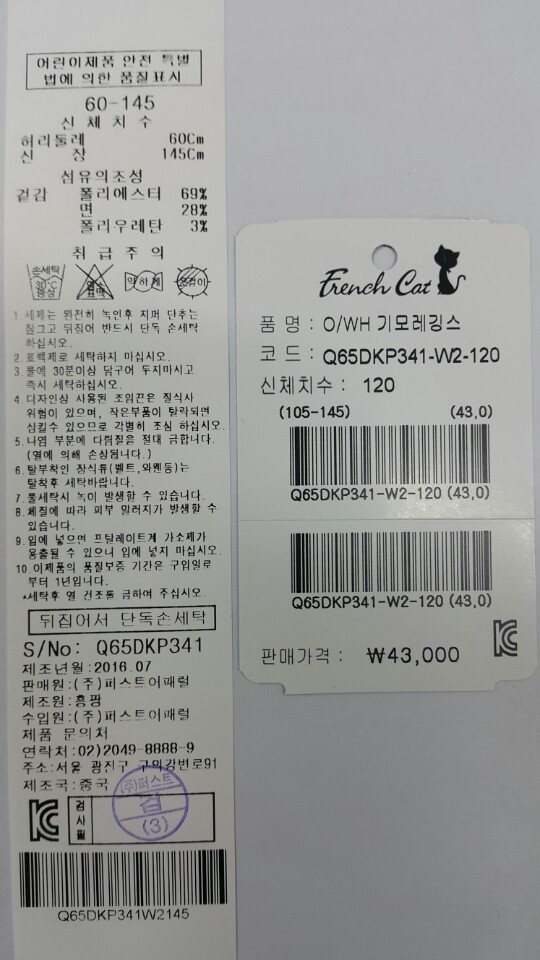 어린이제품 안전 특별
법에 의한 품질표시
60-145
신 체 치 수
허리둘레 60Cm
신 장 145Cm
섬유의조성
겉감 폴리에스터 69%
면 28%
폴리우레탄 3%
취 급 주 의
손세탁 30℃ 중성
염소 표백
약하게
옷걸이
1.세제는 완전히 녹인후 지퍼 단추는
잠그고 뒤집어 반드시 단독 손세탁
하십시오.
2.표백제로 세탁하지 마십시오.
3.물에 30분이상 담구어 두지마시고
즉시 세탁하십시오.
4.디자인상 사용된 조임끈은 질식사
위험이 있으며, 작은부품이 탈락되면
삼킬수 있으므로 각별히 조심 하십시오.
5.나염 부분에 다림질을 절대 금합니다.
(열에 의해 손상됩니다.)
6.탈부착인 장식류(벨트,와펜등)는
탈착후 세탁바랍니다.
7.물세탁시 녹이 발생할 수 있습니다.
8.체질에 따라 피부 알러지가 발생할 수
있습니다.
9.입에 넣으면 프탈레이트계 가소제가
용출될 수 있으니 입에 넣지 마십시오.
10.이제품의 품질보증 기간은 구입일로
부터 1년입니다.
*세탁후 열 건조를 금하여 주십시오
뒤집어서 단독손세탁
S/No: Q65DKP341
제조년월:2016.07
판매원:(주)퍼스트어패럴
제조원:흥팡
수입원:(주)퍼스트어패럴
제품 문의처
연락처:02)2049-8888-9
주소:서울 광진구 구의강변로91
제조국:중국
KC
검사필
(주)퍼스트
검
(3)
Q65DKP341W2145
French Cat
품 명 : O/WH 기모레깅스
코 드 : Q65DKP341-W2-120
신체치수 : 120
(105-145) (43,0)
Q65DKP341-W2-120 (43,0)
Q65DKP341-W2-120 (43,0)
KC
판매가격 : ₩43,000